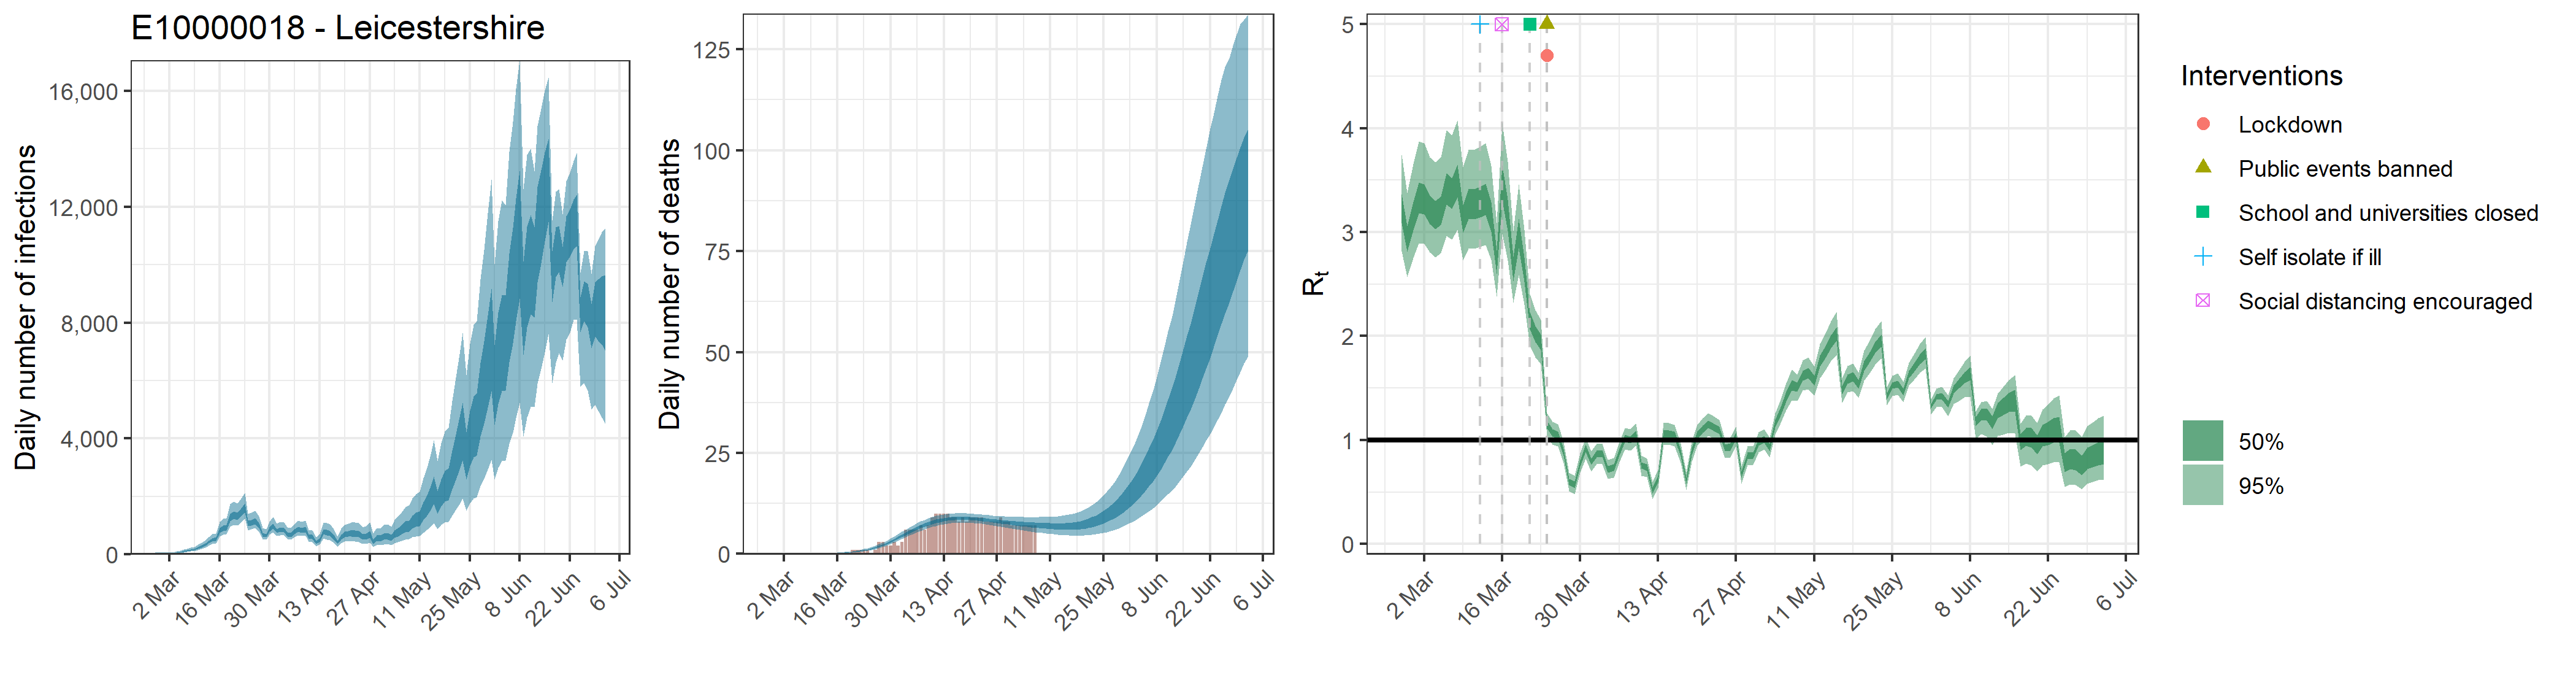 E10000018 - Leicestershire
Daily number of infections
16,000
12,000
8,000
4,000
0
2 Mar
16 Mar
30 Mar
13 Apr
27 Apr
11 May
25 May
8 Jun
22 Jun
6 Jul
Daily number of deaths
125
100
75
50
25
0
2 Mar
16 Mar
30 Mar
13 Apr
27 Apr
11 May
25 May
8 Jun
22 Jun
6 Jul
Rt
5
4
3
2
1
0
2 Mar
16 Mar
30 Mar
13 Apr
27 Apr
11 May
25 May
8 Jun
22 Jun
6 Jul
Interventions
Lockdown
Public events banned
School and universities closed
Self isolate if ill
Social distancing encouraged
50%
95%